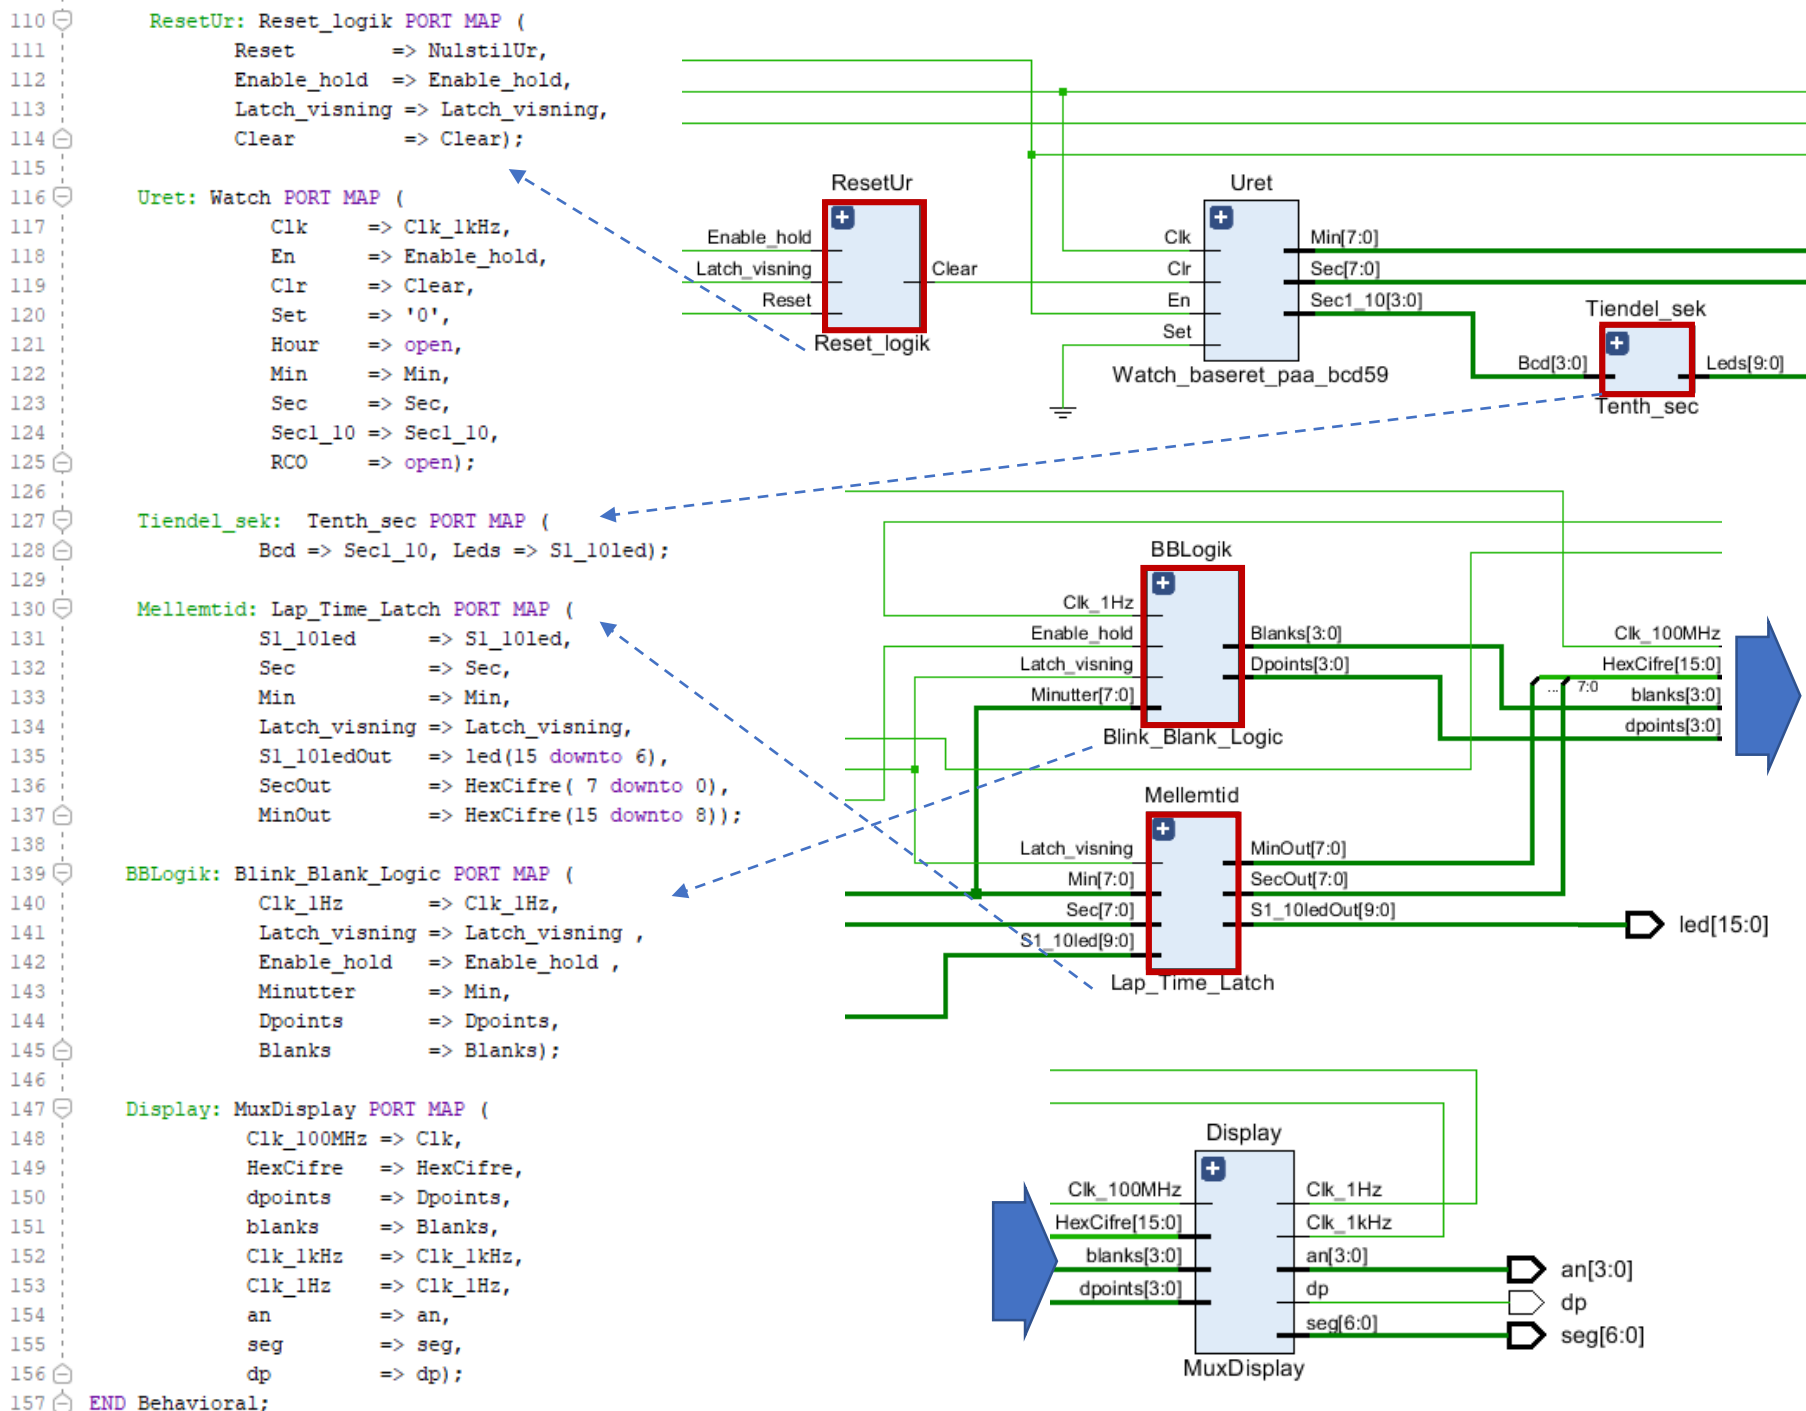 110 ResetUr: Reset_logik PORT MAP (
111 Reset => NulstilUr,
112 Enable_hold => Enable_hold,
113 Latch_visning => Latch_visning,
114 Clear => Clear);
115
116 Uret: Watch PORT MAP (
117 Clk => Clk_1kHz,
118 En => Enable_hold,
119 Clr => Clear,
120 Set => '0',
121 Hour => open,
122 Min => Min,
123 Sec => Sec,
124 Sec1_10 => Sec1_10,
125 RCO => open);
126
127 Tiendel_sek: Tenth_sec PORT MAP (
128 Bcd => Sec1_10, Leds => S1_10led);
129
130 Mellemtid: Lap_Time_Latch PORT MAP (
131 S1_10led => S1_10led,
132 Sec => Sec,
133 Min => Min,
134 Latch_visning => Latch_visning,
135 S1_10ledOut => led(15 downto 6),
136 SecOut => HexCifre( 7 downto 0),
137 MinOut => HexCifre(15 downto 8));
138
139 BBLogik: Blink_Blank_Logic PORT MAP (
140 Clk_1Hz => Clk_1Hz,
141 Latch_visning => Latch_visning ,
142 Enable_hold => Enable_hold ,
143 Minutter => Min,
144 Dpoints => Dpoints,
145 Blanks => Blanks);
146
147 Display: MuxDisplay PORT MAP (
148 Clk_100MHz => Clk,
149 HexCifre => HexCifre,
150 dpoints => Dpoints,
151 blanks => Blanks,
152 Clk_1kHz => Clk_1kHz,
153 Clk_1Hz => Clk_1Hz,
154 an => an,
155 seg => seg,
156 dp => dp);
157 END Behavioral;
ResetUr
Enable_hold
Latch_visning
Reset
Clear
Reset_logik
Uret
Clk
Clr
En
Set
Min[7:0]
Sec[7:0]
Sec1_10[3:0]
Watch_baseret_paa_bcd59
Tiendel_sek
Bcd[3:0]
Leds[9:0]
Tenth_sec
BBLogik
Clk_1Hz
Enable_hold
Latch_visning
Minutter[7:0]
Blanks[3:0]
Dpoints[3:0]
Blink_Blank_Logic
Clk_100MHz
HexCifre[15:0]
... 7:0
blanks[3:0]
dpoints[3:0]
Mellemtid
Latch_visning
Min[7:0]
Sec[7:0]
S1_10led[9:0]
MinOut[7:0]
SecOut[7:0]
S1_10ledOut[9:0]
led[15:0]
Lap_Time_Latch
Display
Clk_100MHz
HexCifre[15:0]
blanks[3:0]
dpoints[3:0]
Clk_1Hz
Clk_1kHz
an[3:0]
dp
seg[6:0]
an[3:0]
dp
seg[6:0]
MuxDisplay